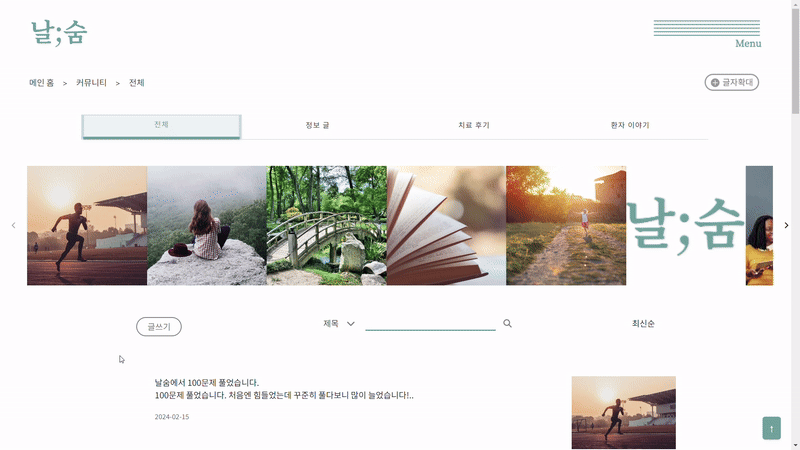 날;숨
Menu
메인 홈 > 커뮤니티 > 전체
글자확대
전체
정보 글
치료 후기
환자 이야기
날;숨
글쓰기
제목
최신순
날숨에서 100문제 풀었습니다.
100문제 풀었습니다. 처음엔 힘들었는데 꾸준히 풀다보니 많이 늘었습니다!..
2024-02-15